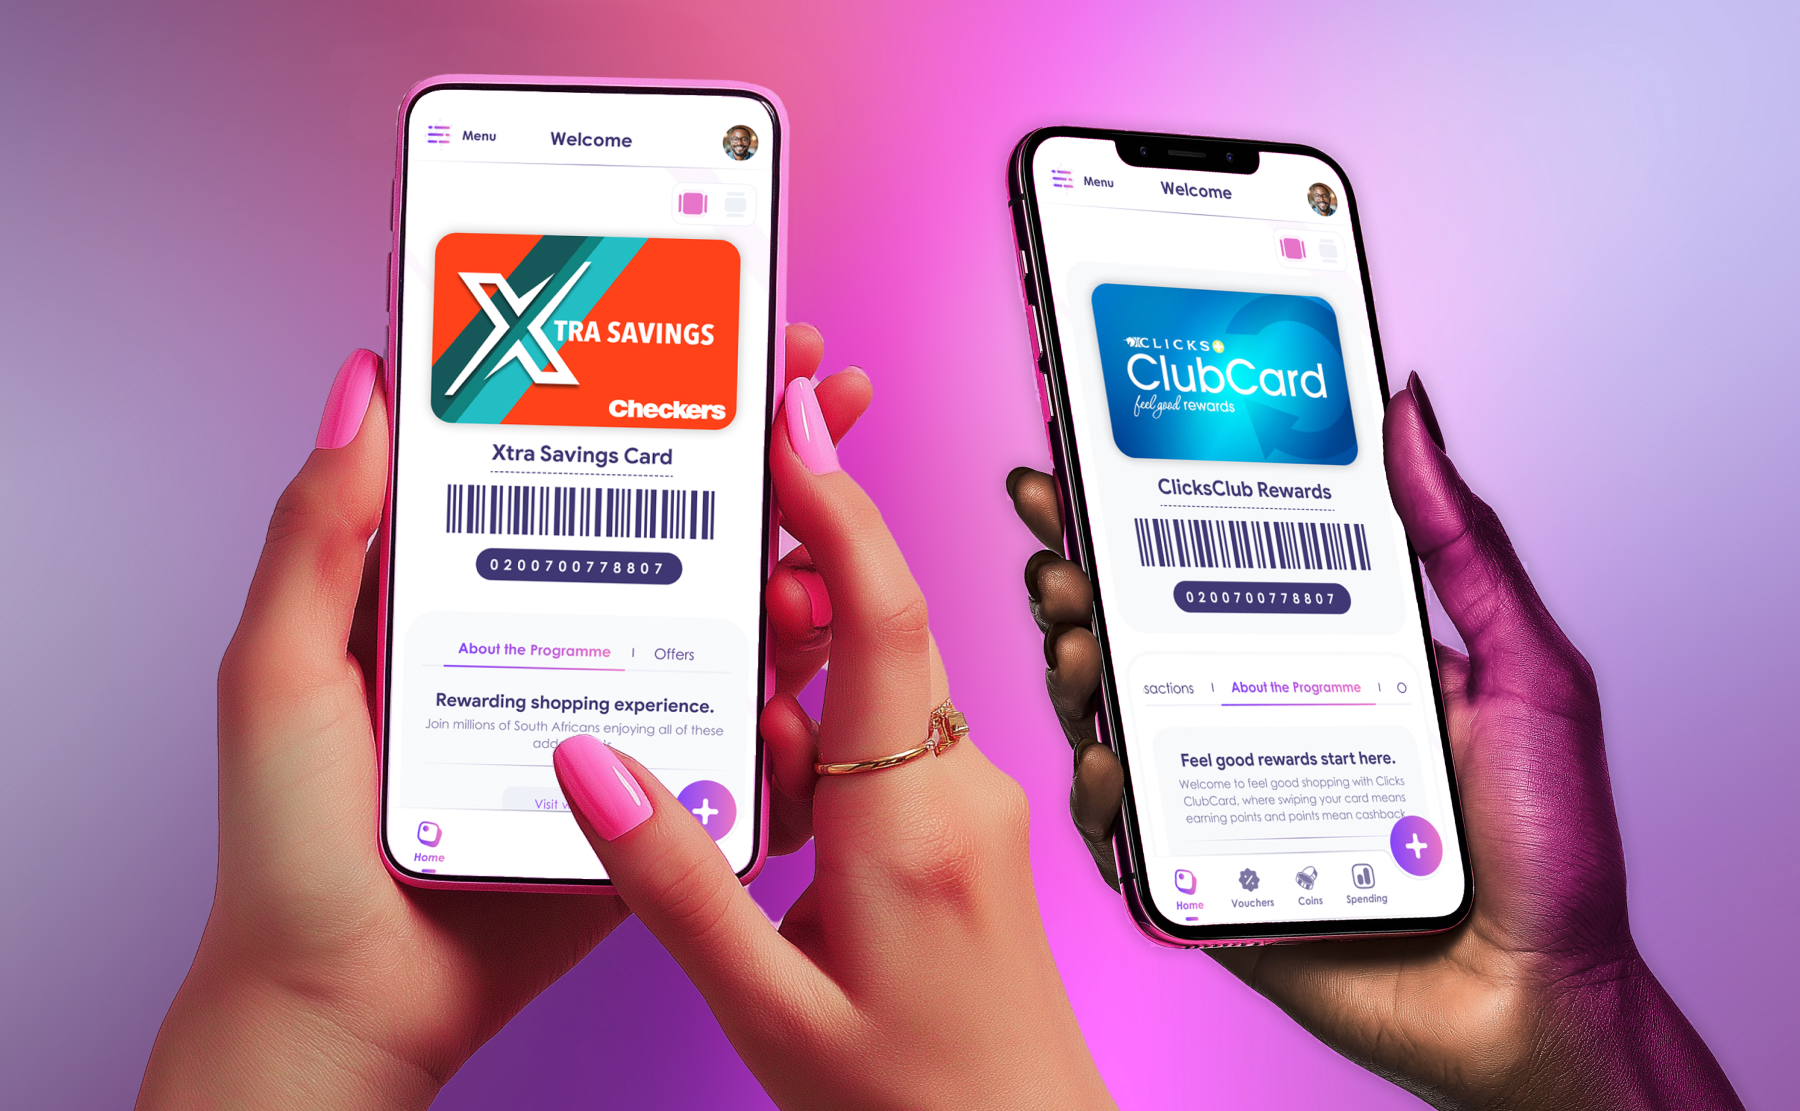 Menu
Welcome
XTRA SAVINGS
Checkers
Xtra Savings Card
0200700778807
About the Programme
Offers
Rewarding shopping experience.
Join millions of South Africans enjoying all of these
Visit
Home
Menu
Welcome
CLICKS
ClubCard
feel good rewards
ClicksClub Rewards
0200700778807
sactions
About the Programme
O
Feel good rewards start here.
Welcome to feel good shopping with Clicks
ClubCard, where swiping your card means
earning points and points mean cashback
Home
Vouchers
Coins
Spending